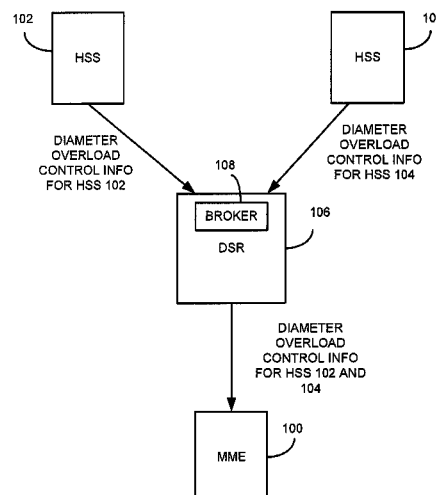 102
HSS
10
HSS
DIAMETER
OVERLOAD
CONTROL INFO
FOR HSS 102
DIAMETER
OVERLOAD
CONTROL INFO
FOR HSS 104
108
BROKER
DSR
106
DIAMETER
OVERLOAD
CONTROL INFO
FOR HSS 102 AND
104
MME
100